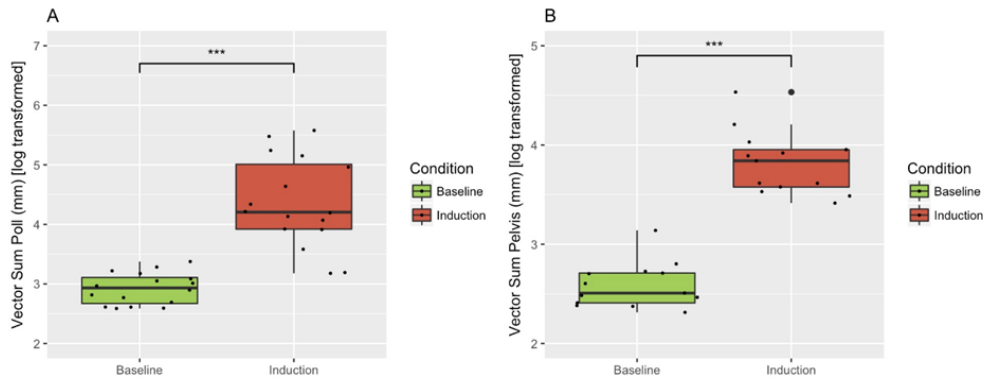 A
Vector Sum Poll (mm) [log transformed]
7
6
5
4
3
2
***
Baseline
Induction
Condition
Baseline
Induction
B
Vector Sum Pelvis (mm) [log transformed]
5
4
3
2
***
Baseline
Induction
Condition
Baseline
Induction